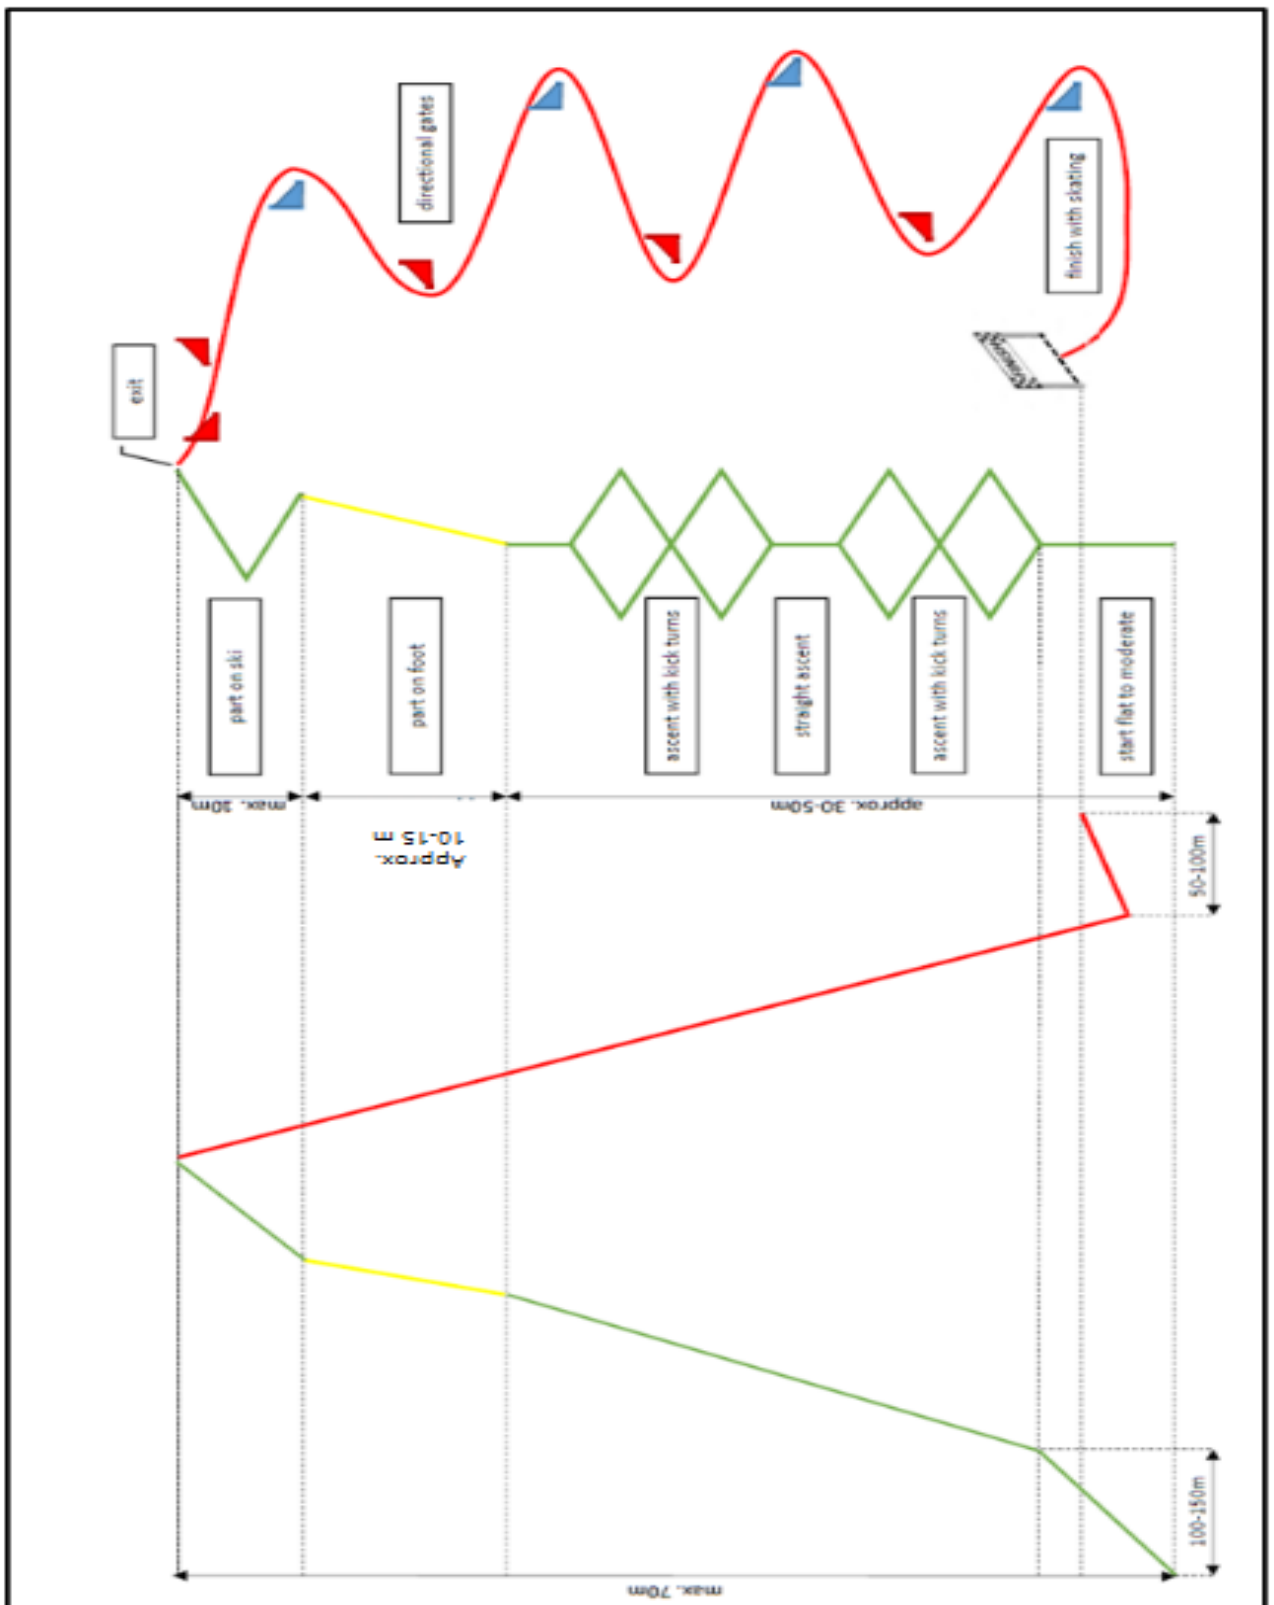 directional gates
finish with skating
exit
part on ski
part on foot
ascent with kick turns
straight ascent
ascent with kick turns
start flat to moderate
max. 10m
Approx.
10-15 m
approx. 30-50m
50-100m
100-150m
max. 70m